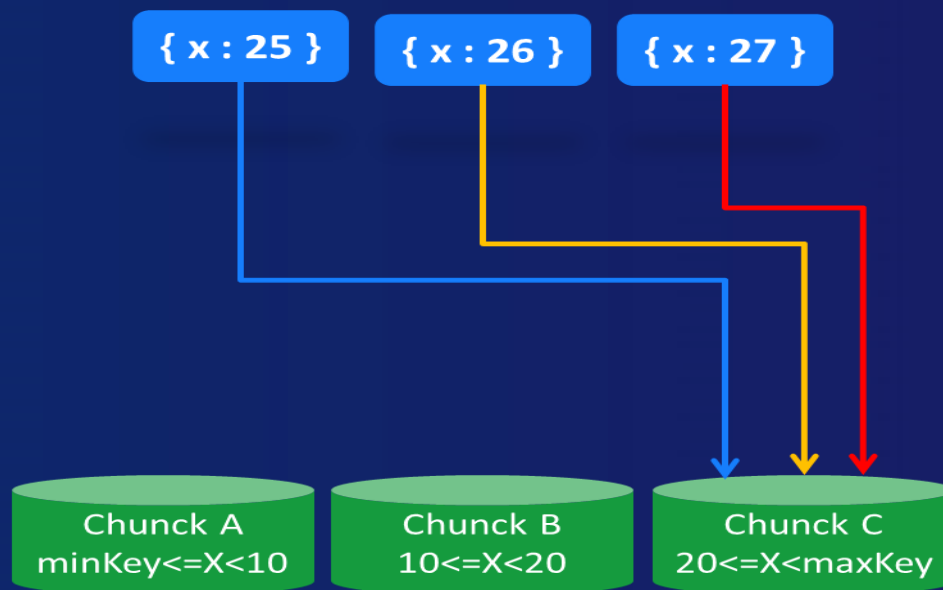 { x : 25 }
{ x : 26 }
{ x : 27 }
Chunck A
minKey<=X<10
Chunck B
10<=X<20
Chunck C
20<=X<maxKey